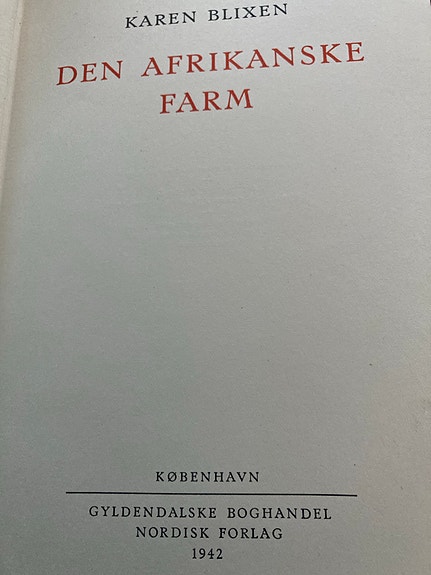 KAREN BLIXEN
DEN AFRIKANSKE
FARM
KØBENHAVN
GYLDENDALSKE BOGHANDEL
NORDISK FORLAG
1942